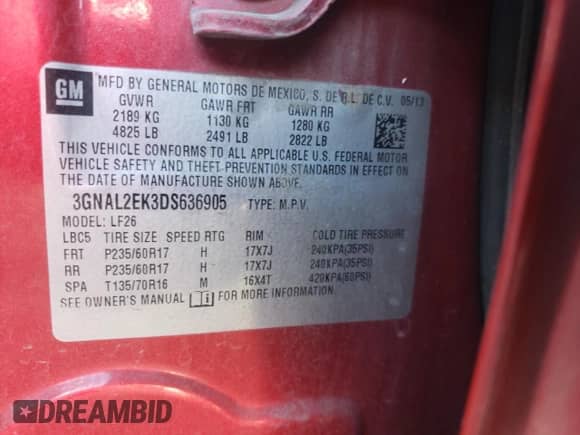 GM
MFD BY GENERAL MOTORS DE MEXICO, S. DE R.L. DE C.V. 05/13
GVWR GAWR FRT GAWR RR
2189 KG 1130 KG 1280 KG
4825 LB 2491 LB 2822 LB
THIS VEHICLE CONFORMS TO ALL APPLICABLE U.S. FEDERAL MOTOR
VEHICLE SAFETY AND THEFT PREVENTION STANDARDS IN EFFECT ON
THE DATE OF MANUFACTURE SHOWN ABOVE.
3GNAL2EK3DS636905 TYPE: M.P.V.
MODEL: LF26
LBC5 TIRE SIZE SPEED RTG RIM COLD TIRE PRESSURE
FRT P235/60R17 H 17X7J 240KPA(35PSI)
RR P235/60R17 H 17X7J 240KPA(35PSI)
SPA T135/70R16 M 16X4T 420KPA(60PSI)
SEE OWNER'S MANUAL FOR MORE INFORMATION.
DREAMBID